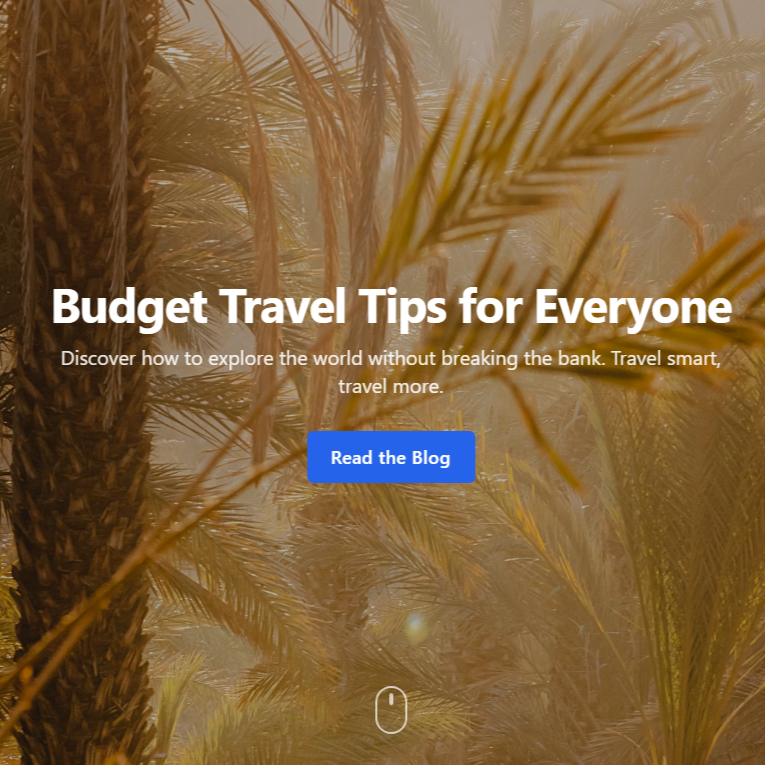 Budget Travel Tips for Everyone
Discover how to explore the world without breaking the bank. Travel smart,
travel more.
Read the Blog